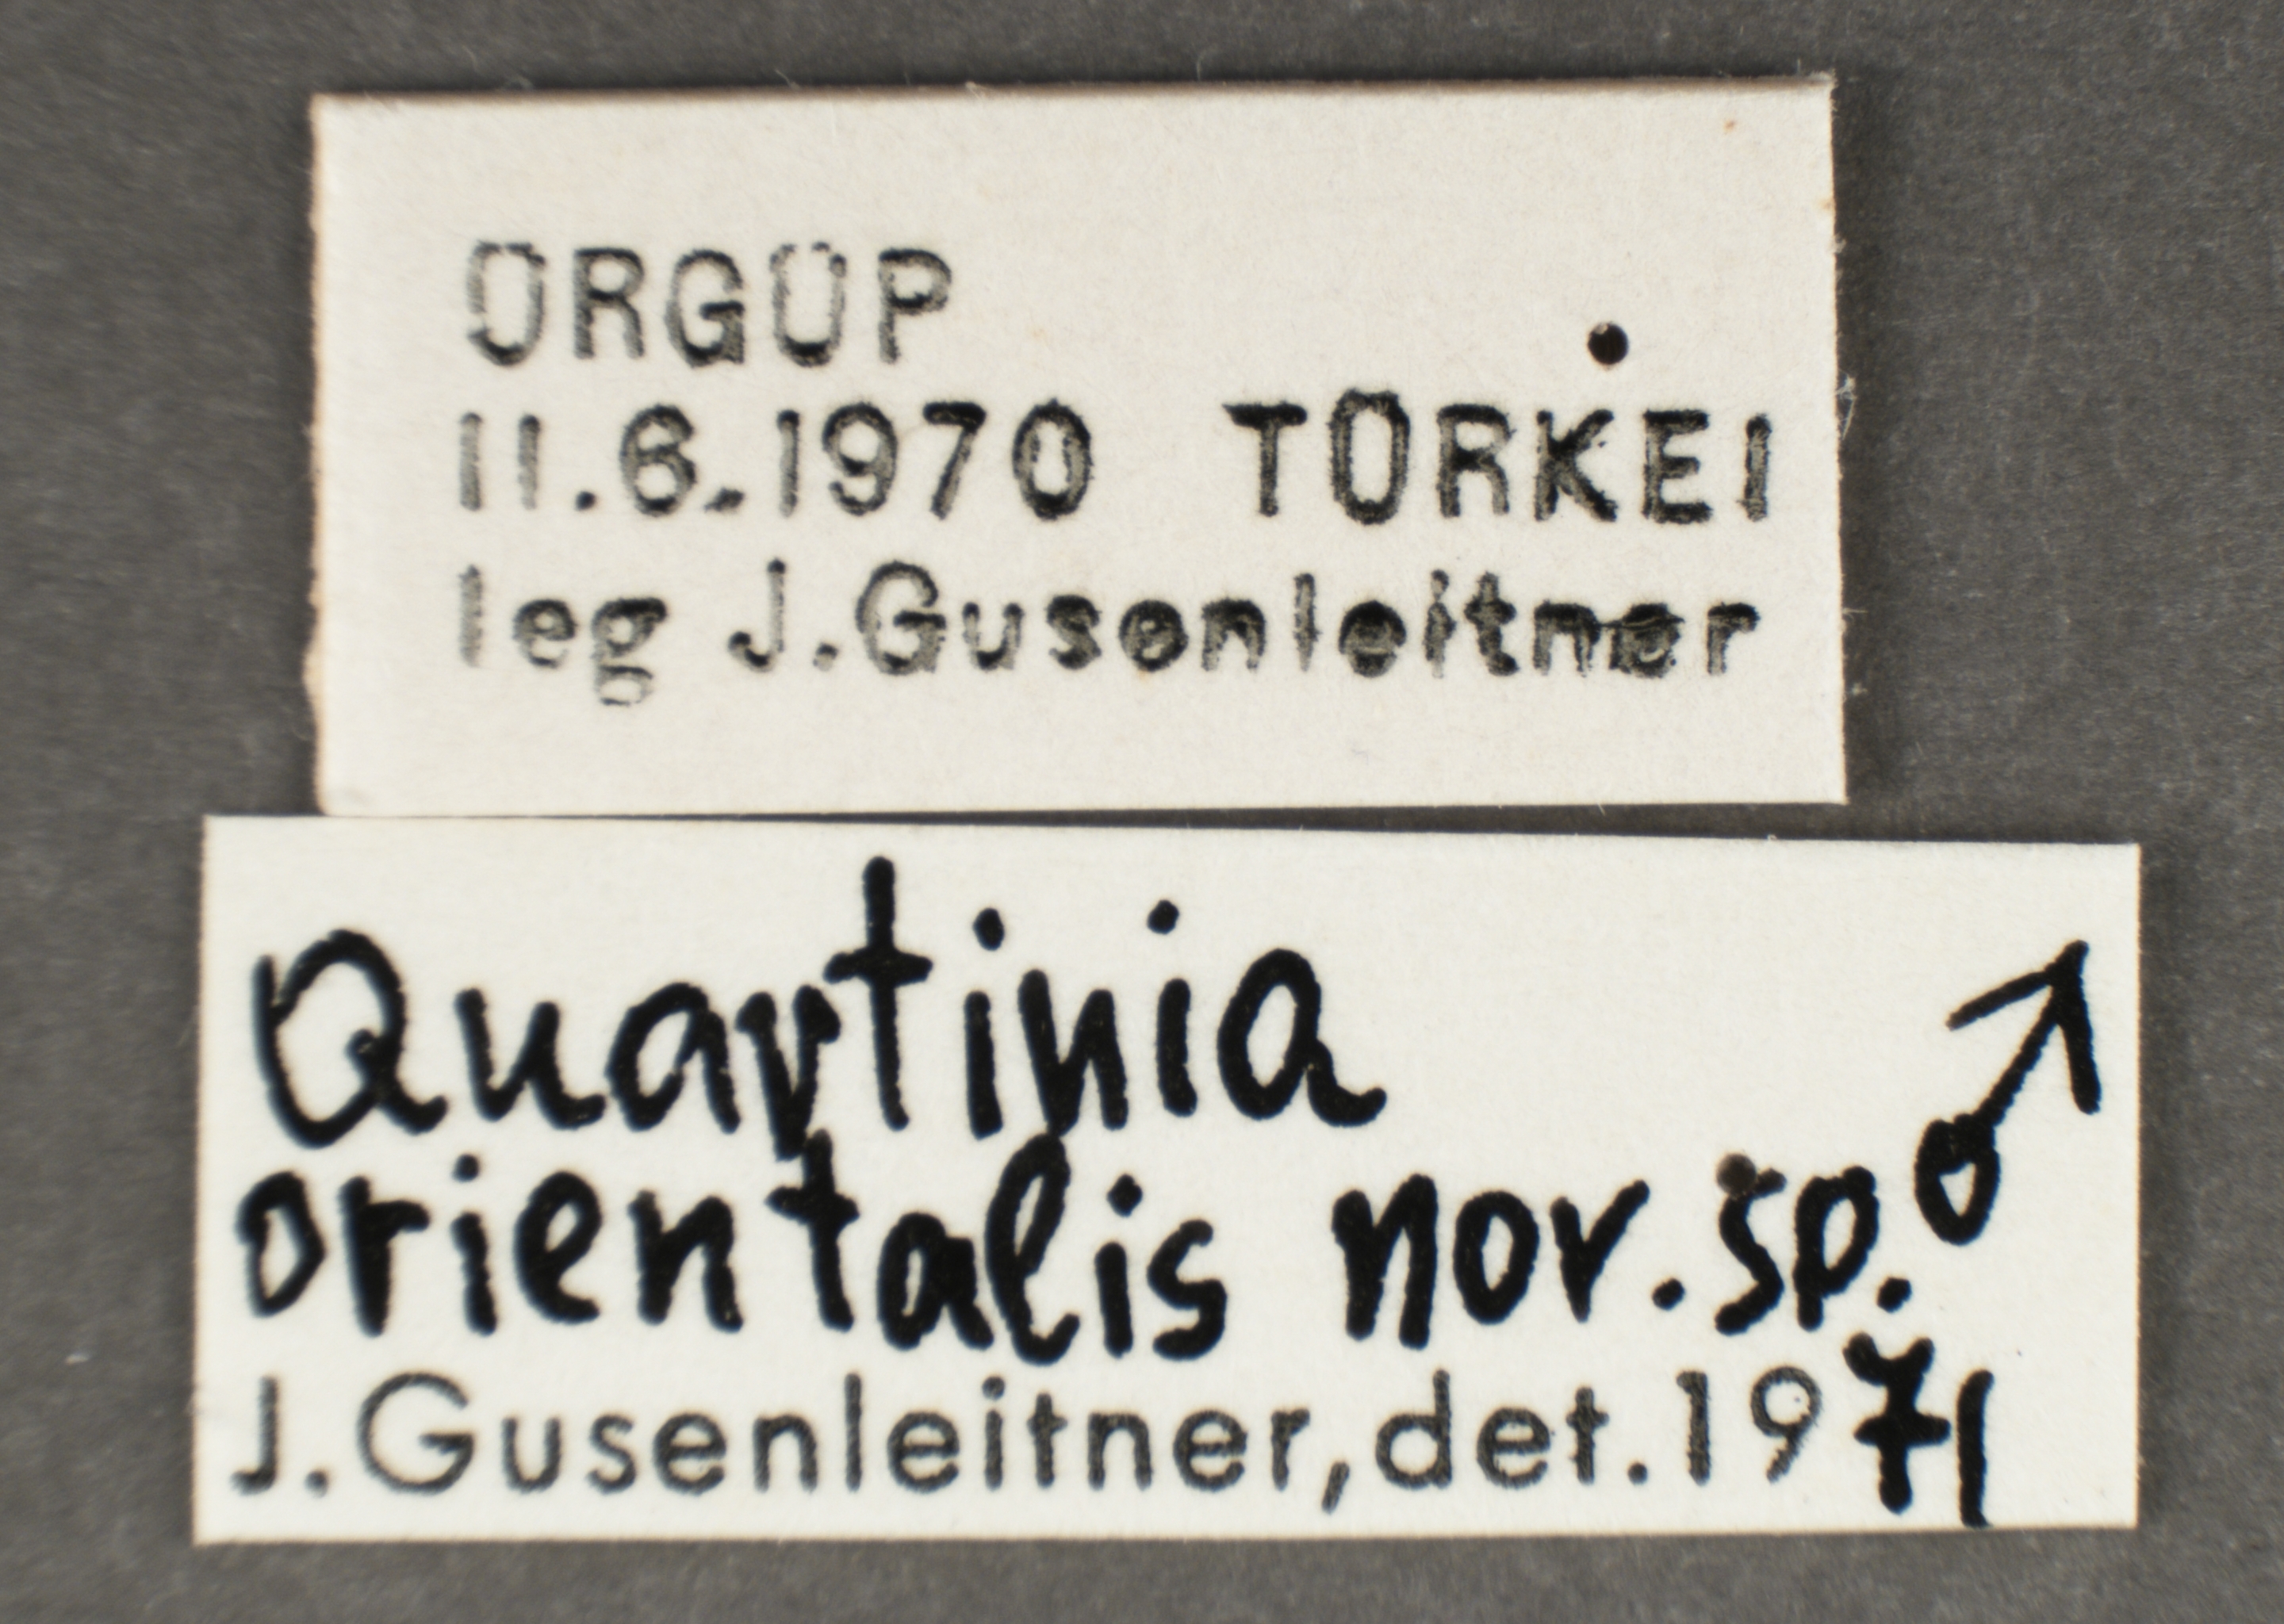 ÜRGÜP
11.6.1970 TÜRKEI
leg J.Gusenleitner
Quartinia
orientalis nov.sp. ♂
J.Gusenleitner,det.1971